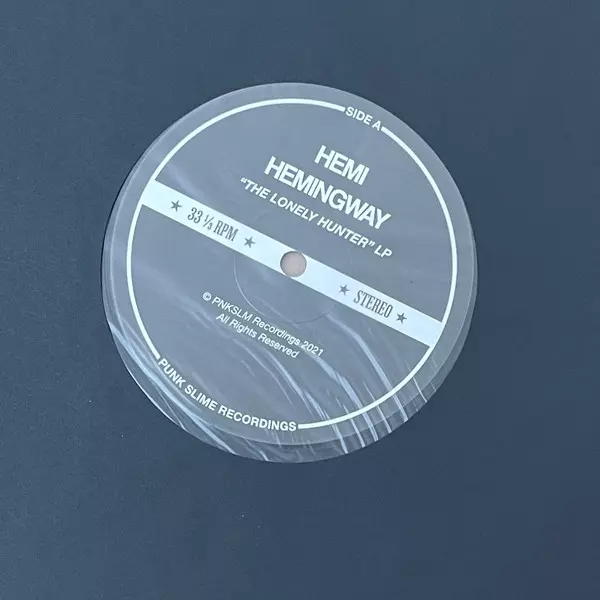 SIDE A
HEMI
HEMINGWAY
"THE LONELY HUNTER" LP
★ 33 ⅓ RPM ★
★ STEREO ★
© PNKSLM Recordings 2021
All Rights Reserved
PUNK SLIME RECORDINGS